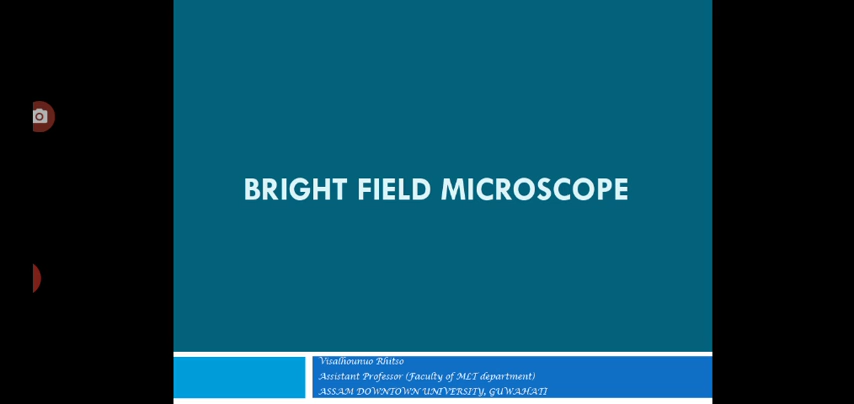 BRIGHT FIELD MICROSCOPE
Visalhounuo Rhitso
Assistant Professor (Faculty of MLT department)
ASSAM DOWNTOWN UNIVERSITY, GUWAHATI